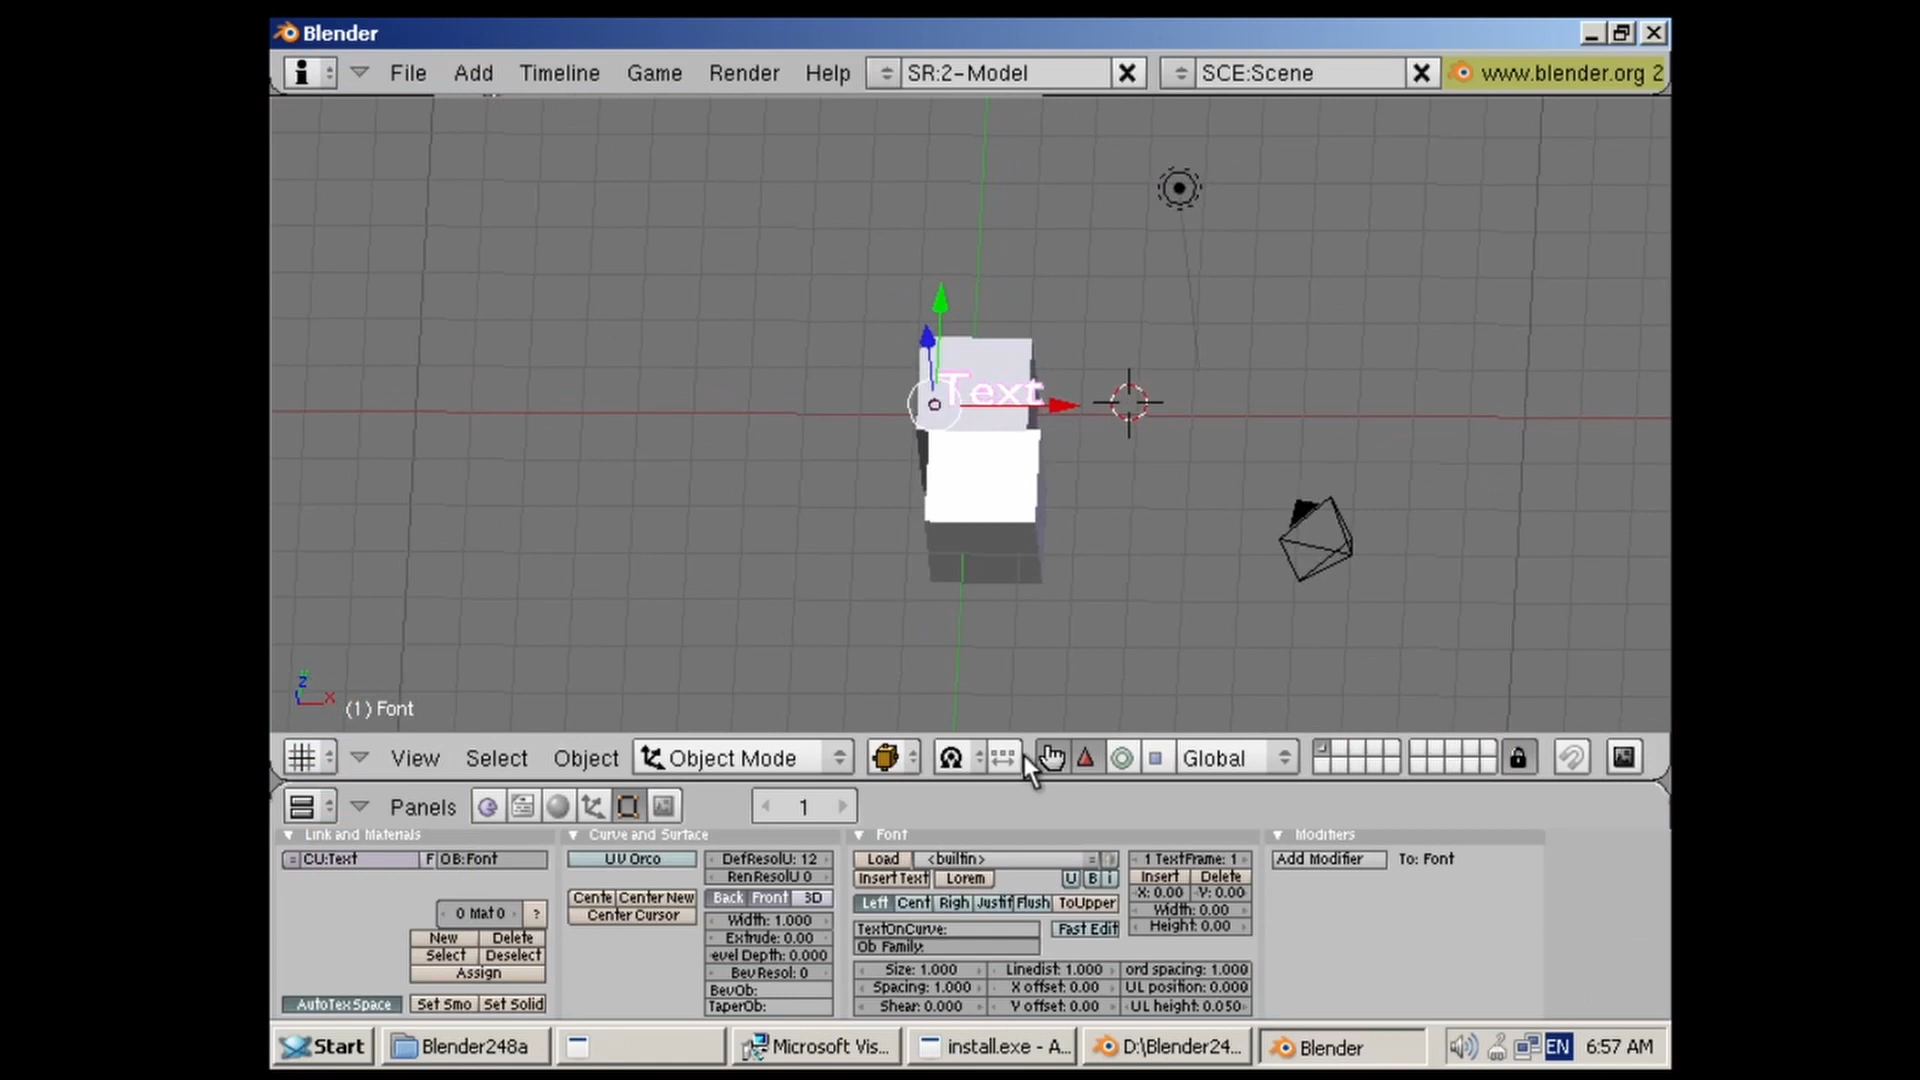 Blender
File Add Timeline Game Render Help SR:2-Model SCE:Scene www.blender.org 2
Text
z x
(1) Font
View Select Object Object Mode Global
Panels 1
Link and Materials Curve and Surface Font Modifiers
CU:Text F OB:Font UV Orco DefResolU: 12 Load <builtin> 1 TextFrame: 1 Add Modifier To: Font
RenResolU 0 Insert Text Lorem U B i Insert Delete
Cente Center New Back Front 3D Left Cent Righ Justif Flush ToUpper X: 0.00 Y: 0.00
0 Mat 0 ? Center Cursor Width: 1.000 Width: 0.00
New Delete Extrude: 0.00 TextOnCurve: Fast Edit Height: 0.00
Select Deselect evel Depth: 0.000 Ob Family:
Assign Bev Resol: 0 Size: 1.000 Linedist: 1.000 ord spacing: 1.000
BevOb: Spacing: 1.000 X offset: 0.00 UL position: 0.000
AutoTexSpace Set Smo Set Solid TaperOb: Shear: 0.000 Y offset: 0.00 UL height: 0.050
Start Blender248a Microsoft Vis... install.exe - A... D:\Blender24... Blender EN 6:57 AM